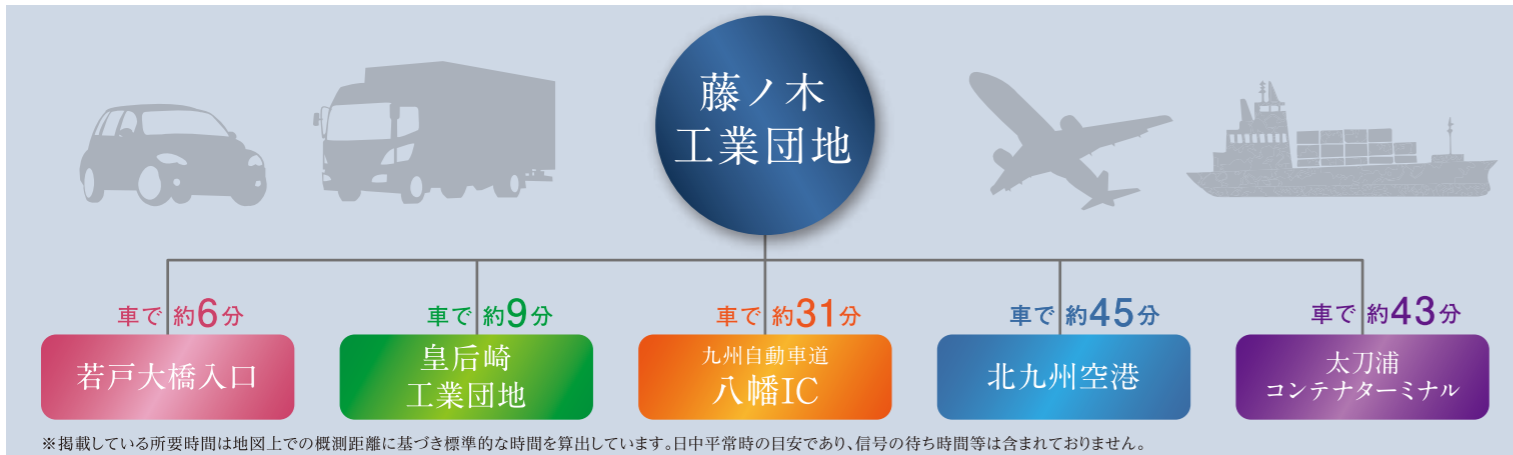 藤ノ木
工業団地
車で 約6分
若戸大橋入口
車で 約9分
皇后崎
工業団地
車で 約31分
九州自動車道
八幡IC
車で 約45分
北九州空港
車で 約43分
太刀浦
コンテナターミナル
※掲載している所要時間は地図上での概測距離に基づき標準的な時間を算出しています。日中平常時の目安であり、信号の待ち時間等は含まれておりません。